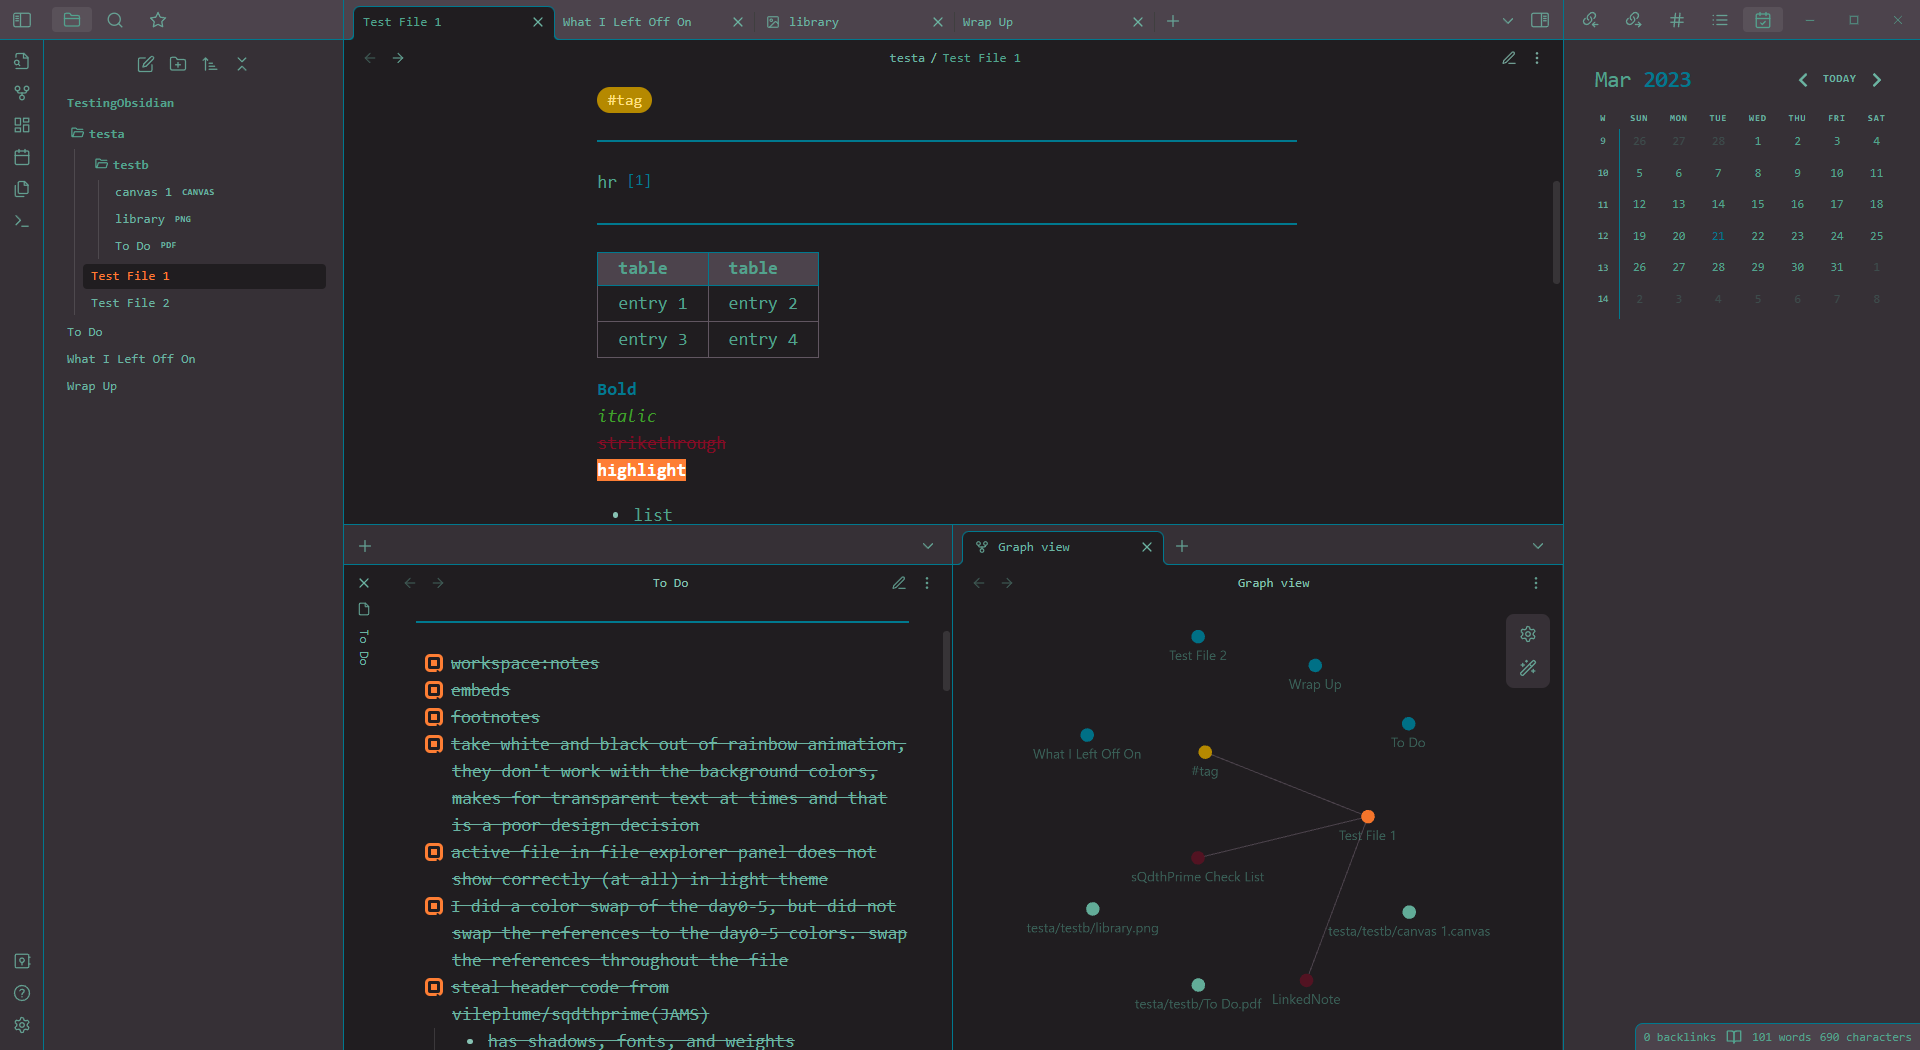 Test File 1
What I Left Off On
library
Wrap Up
TestingObsidian
testa
testb
canvas 1 CANVAS
library PNG
To Do PDF
Test File 1
Test File 2
To Do
What I Left Off On
Wrap Up
testa / Test File 1
#tag
hr [1]
table table
entry 1 entry 2
entry 3 entry 4
Bold
italic
strikethrough
highlight
• list
To Do
To Do
workspace:notes
embeds
footnotes
take white and black out of rainbow animation,
they don't work with the background colors,
makes for transparent text at times and that
is a poor design decision
active file in file explorer panel does not
show correctly (at all) in light theme
I did a color swap of the day0-5, but did not
swap the references to the day0-5 colors. swap
the references throughout the file
steal header code from
vileplume/sqdthprime(JAMS)
• has shadows, fonts, and weights
Graph view
Graph view
Test File 2
Wrap Up
To Do
What I Left Off On
#tag
Test File 1
sQdthPrime Check List
testa/testb/library.png
testa/testb/canvas 1.canvas
testa/testb/To Do.pdf
LinkedNote
Mar 2023
TODAY
W SUN MON TUE WED THU FRI SAT
9 26 27 28 1 2 3 4
10 5 6 7 8 9 10 11
11 12 13 14 15 16 17 18
12 19 20 21 22 23 24 25
13 26 27 28 29 30 31 1
14 2 3 4 5 6 7 8
0 backlinks 101 words 690 characters